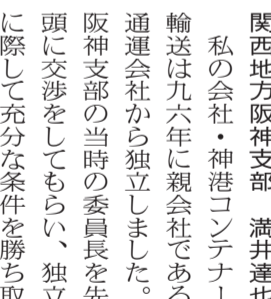 関西地方阪神支部　満井達也
　私の会社・神港コンテナー
輸送は九六年に親会社である
通運会社から独立しました。
阪神支部の当時の委員長を先
頭に交渉をしてもらい、独立
に際して充分な条件を勝ち取